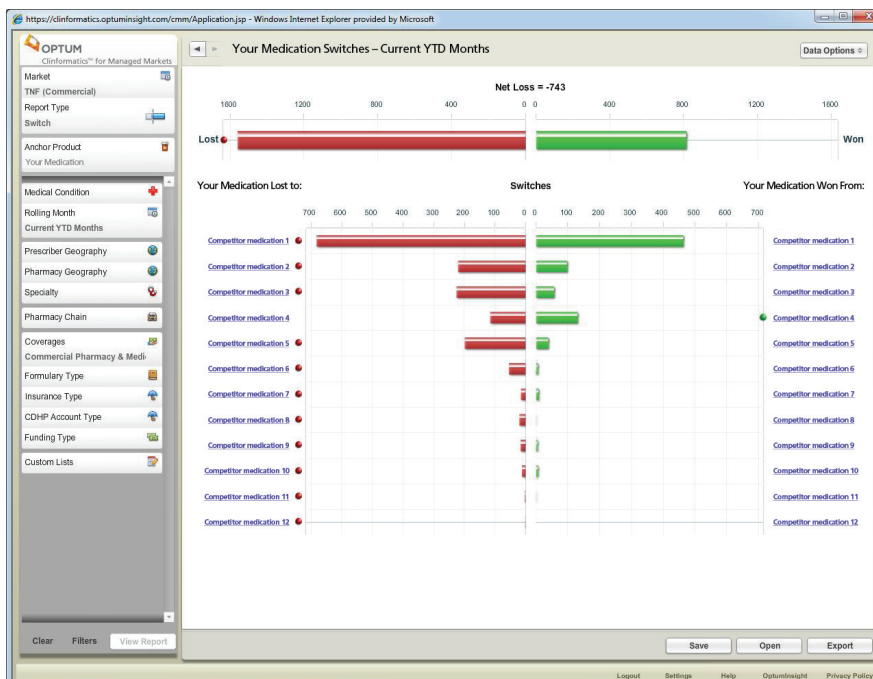 https://clinformatics.optuminsight.com/cmm/Application.jsp - Windows Internet Explorer provided by Microsoft
OPTUM
Clinformatics™ for Managed Markets
Market
TNF (Commercial)
Report Type
Switch
Anchor Product
Your Medication
Medical Condition
Rolling Month
Current YTD Months
Prescriber Geography
Pharmacy Geography
Specialty
Pharmacy Chain
Coverages
Commercial Pharmacy & Medi
Formulary Type
Insurance Type
CDHP Account Type
Funding Type
Custom Lists
Clear Filters View Report
Your Medication Switches – Current YTD Months
Data Options
Net Loss = -743
1600 1200 800 400 0 0 400 800 1200 1600
Lost Won
Your Medication Lost to: Switches Your Medication Won From:
700 600 500 400 300 200 100 0 0 100 200 300 400 500 600 700
Competitor medication 1 Competitor medication 1
Competitor medication 2 Competitor medication 2
Competitor medication 3 Competitor medication 3
Competitor medication 4 Competitor medication 4
Competitor medication 5 Competitor medication 5
Competitor medication 6 Competitor medication 6
Competitor medication 7 Competitor medication 7
Competitor medication 8 Competitor medication 8
Competitor medication 9 Competitor medication 9
Competitor medication 10 Competitor medication 10
Competitor medication 11 Competitor medication 11
Competitor medication 12 Competitor medication 12
Save Open Export
Logout Settings Help OptumInsight Privacy Policy